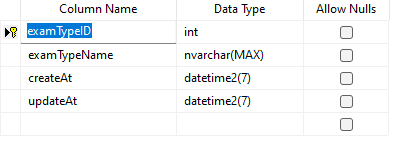 Column Name Data Type Allow Nulls
examTypeID int
examTypeName nvarchar(MAX)
createAt datetime2(7)
updateAt datetime2(7)